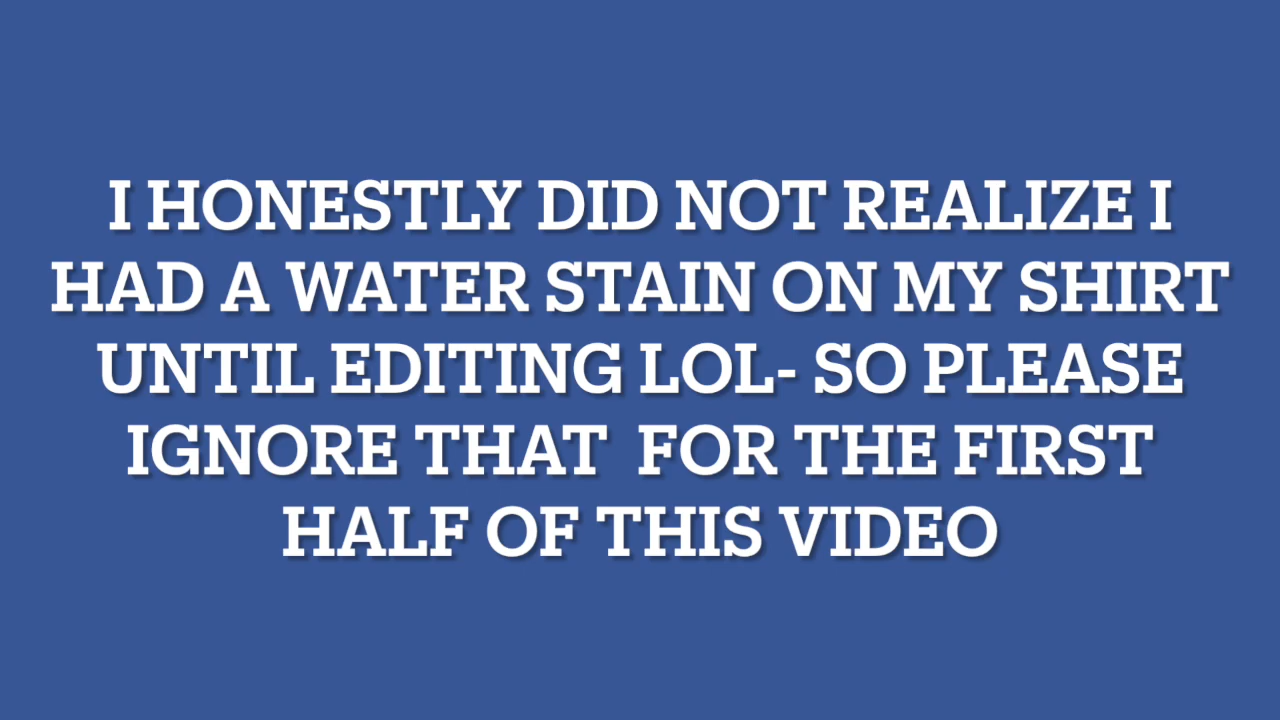 I HONESTLY DID NOT REALIZE I
HAD A WATER STAIN ON MY SHIRT
UNTIL EDITING LOL- SO PLEASE
IGNORE THAT  FOR THE FIRST
HALF OF THIS VIDEO